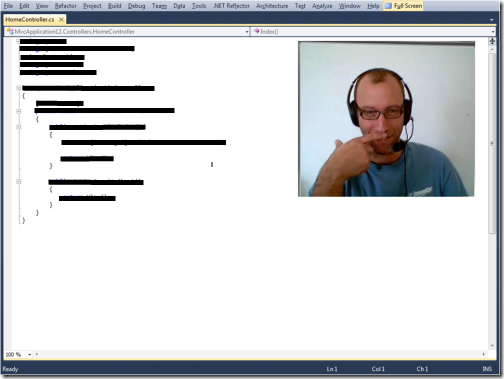 File Edit View Refactor Project Build Debug Team Data Tools .NET Reflector Architecture Test Analyze Window Help Full Screen
HomeController.cs
MvcApplication12.Controllers.HomeController Index()
{
{
{
}
{
}
}
}
100 %
Ready Ln 1 Col 1 Ch 1 INS